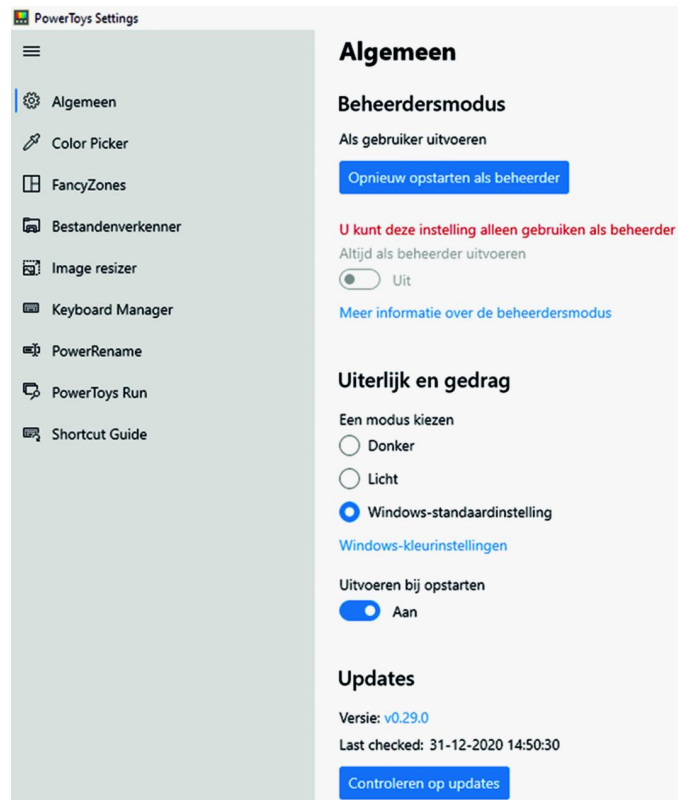 PowerToys Settings
Algemeen
Color Picker
FancyZones
Bestandenverkenner
Image resizer
Keyboard Manager
PowerRename
PowerToys Run
Shortcut Guide
Algemeen
Beheerdersmodus
Als gebruiker uitvoeren
Opnieuw opstarten als beheerder
U kunt deze instelling alleen gebruiken als beheerder
Altijd als beheerder uitvoeren
Uit
Meer informatie over de beheerdersmodus
Uiterlijk en gedrag
Een modus kiezen
Donker
Licht
Windows-standaardinstelling
Windows-kleurinstellingen
Uitvoeren bij opstarten
Aan
Updates
Versie: v0.29.0
Last checked: 31-12-2020 14:50:30
Controleren op updates